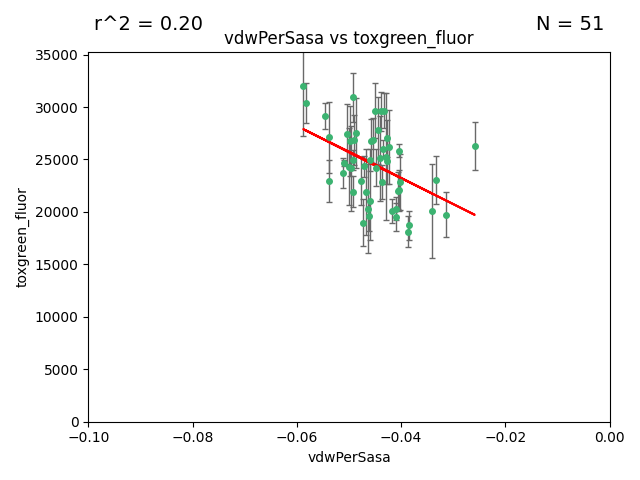 r^2 = 0.20
N = 51
vdwPerSasa vs toxgreen_fluor
35000
30000
25000
20000
15000
10000
5000
0
toxgreen_fluor
−0.10
−0.08
−0.06
−0.04
−0.02
0.00
vdwPerSasa